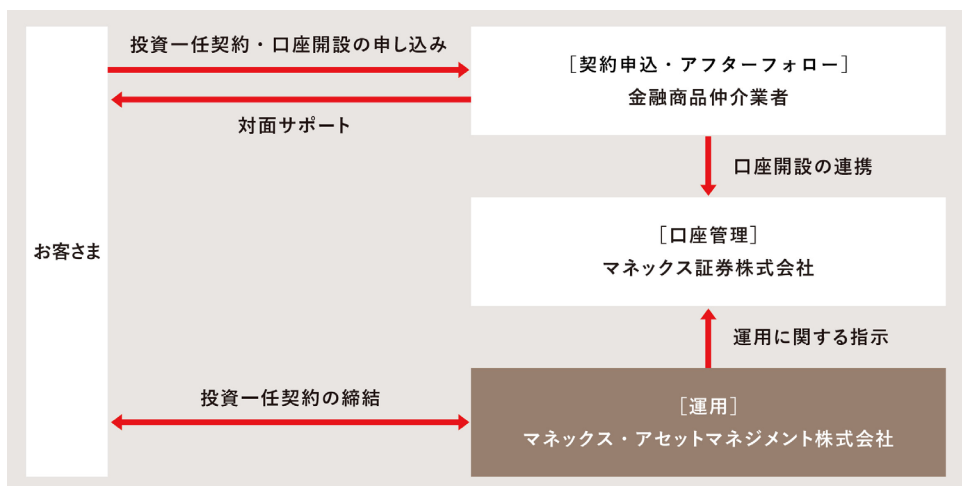 投資一任契約・口座開設の申し込み
対面サポート
［契約申込・アフターフォロー］
金融商品仲介業者
口座開設の連携
お客さま
［口座管理］
マネックス証券株式会社
運用に関する指示
投資一任契約の締結
［運用］
マネックス・アセットマネジメント株式会社